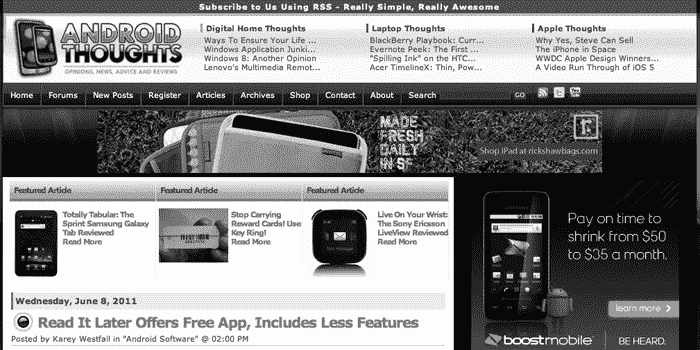 Subscribe to Us Using RSS - Really Simple, Really Awesome
ANDROID
THOUGHTS
OPINIONS, NEWS, ADVICE AND REVIEWS
Digital Home Thoughts
Ways To Ensure Your Life ...
Windows Application Junki...
Windows 8: Another Opinion
Lenovo's Multimedia Remot...
Laptop Thoughts
BlackBerry Playbook: Curr...
Evernote Peek: The First ...
"Spilling Ink" on the HTC...
Acer TimelineX: Thin, Pow...
Apple Thoughts
Why Yes, Steve Can Sell
The iPhone in Space
WWDC Apple Design Winners...
A Video Run Through of iOS 5
Home Forums New Posts Register Articles Archives Shop Contact About Search GO
MADE
FRESH
DAILY
IN SF
r
Shop iPad at rickshawbags.com
Featured Article
Totally Tabular: The
Sprint Samsung Galaxy
Tab Reviewed
Read More
Featured Article
Stop Carrying
Reward Cards! Use
Key Ring!
Read More
Featured Article
Live On Your Wrist:
The Sony Ericsson
LiveView Reviewed
Read More
Pay on time to
shrink from $50
to $35 a month.
learn more
boostmobile
BE HEARD.
Wednesday, June 8, 2011
Read It Later Offers Free App, Includes Less Features
Posted by Karey Westfall in "Android Software" @ 02:00 PM